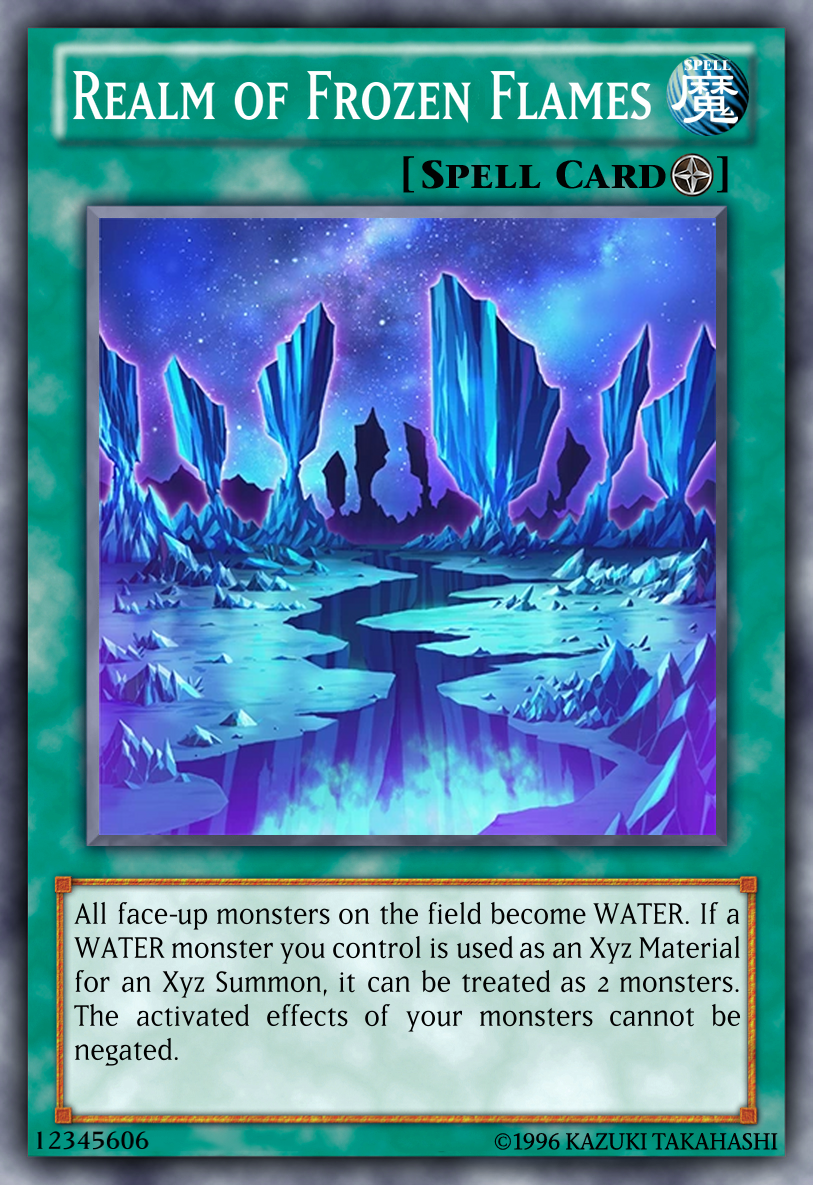 Realm of Frozen Flames
SPELL
魔
[Spell Card]
All face-up monsters on the field become WATER. If a
WATER monster you control is used as an Xyz Material
for an Xyz Summon, it can be treated as 2 monsters.
The activated effects of your monsters cannot be
negated.
12345606
©1996 KAZUKI TAKAHASHI